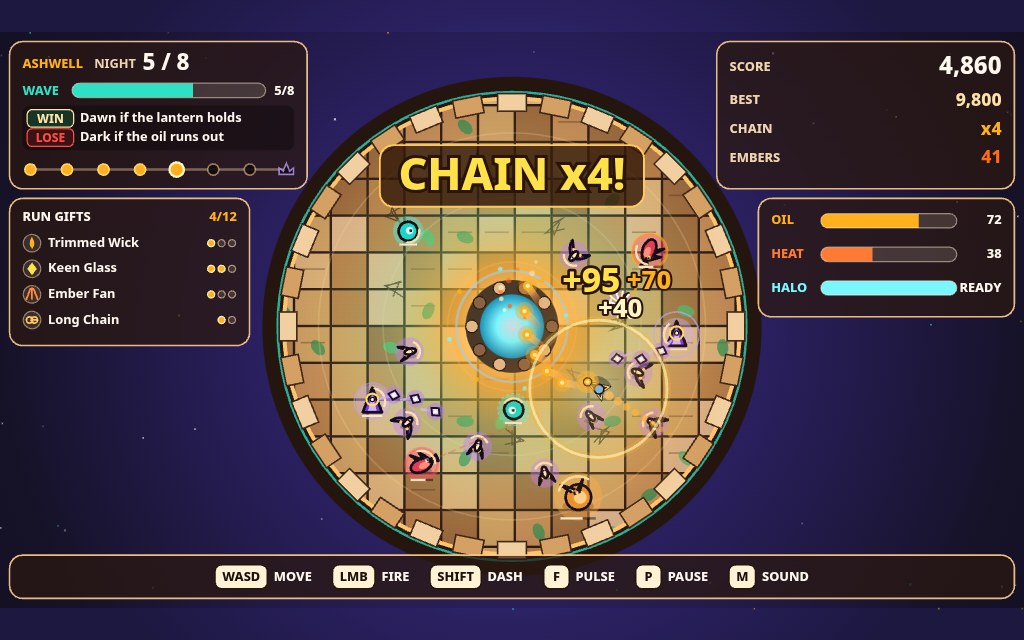 ASHWELL NIGHT 5 / 8
WAVE 5/8
WIN Dawn if the lantern holds
LOSE Dark if the oil runs out
RUN GIFTS 4/12
Trimmed Wick
Keen Glass
Ember Fan
Long Chain
CHAIN x4!
+95 +70
+40
SCORE 4,860
BEST 9,800
CHAIN x4
EMBERS 41
OIL 72
HEAT 38
HALO READY
WASD MOVE LMB FIRE SHIFT DASH F PULSE P PAUSE M SOUND